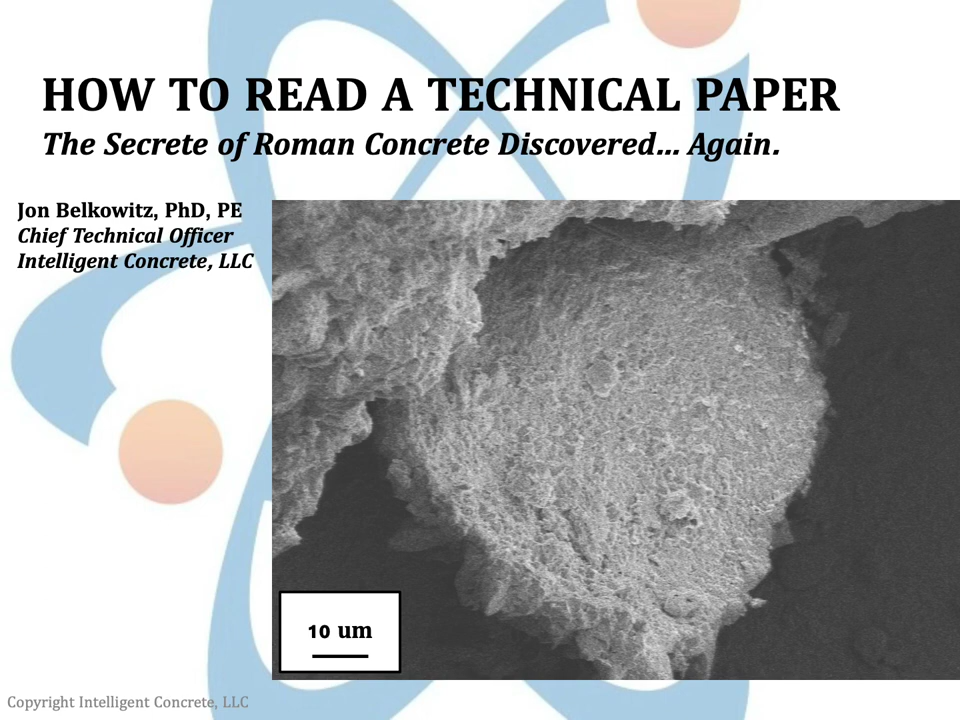 HOW TO READ A TECHNICAL PAPER
The Secrete of Roman Concrete Discovered... Again.
Jon Belkowitz, PhD, PE
Chief Technical Officer
Intelligent Concrete, LLC
10 um
Copyright Intelligent Concrete, LLC